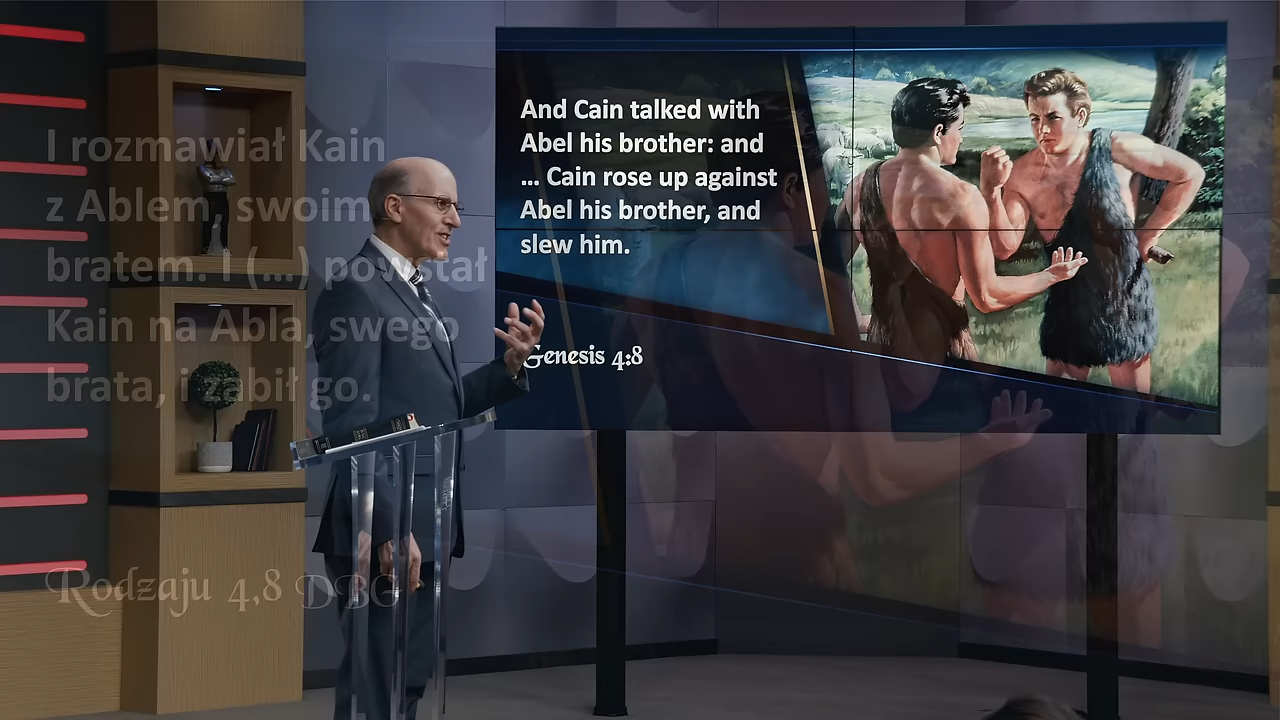 And Cain talked with
Abel his brother: and
... Cain rose up against
Abel his brother, and
slew him.
Genesis 4:8
I rozmawiał Kain
z Ablem, swoim
bratem. I (...) powstał
Kain na Abla, swego
brata, i zabił go.
Rodzaju 4,8 DBG